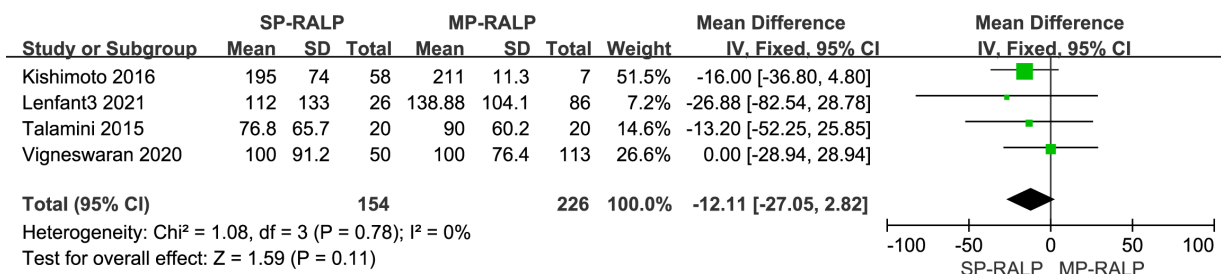 SP-RALP MP-RALP Mean Difference Mean Difference
Study or Subgroup Mean SD Total Mean SD Total Weight IV, Fixed, 95% CI IV, Fixed, 95% CI
Kishimoto 2016 195 74 58 211 11.3 7 51.5% -16.00 [-36.80, 4.80]
Lenfant3 2021 112 133 26 138.88 104.1 86 7.2% -26.88 [-82.54, 28.78]
Talamini 2015 76.8 65.7 20 90 60.2 20 14.6% -13.20 [-52.25, 25.85]
Vigneswaran 2020 100 91.2 50 100 76.4 113 26.6% 0.00 [-28.94, 28.94]
Total (95% CI) 154 226 100.0% -12.11 [-27.05, 2.82]
Heterogeneity: Chi² = 1.08, df = 3 (P = 0.78); I² = 0%
Test for overall effect: Z = 1.59 (P = 0.11)
-100 -50 0 50 100
SP-RALP MP-RALP